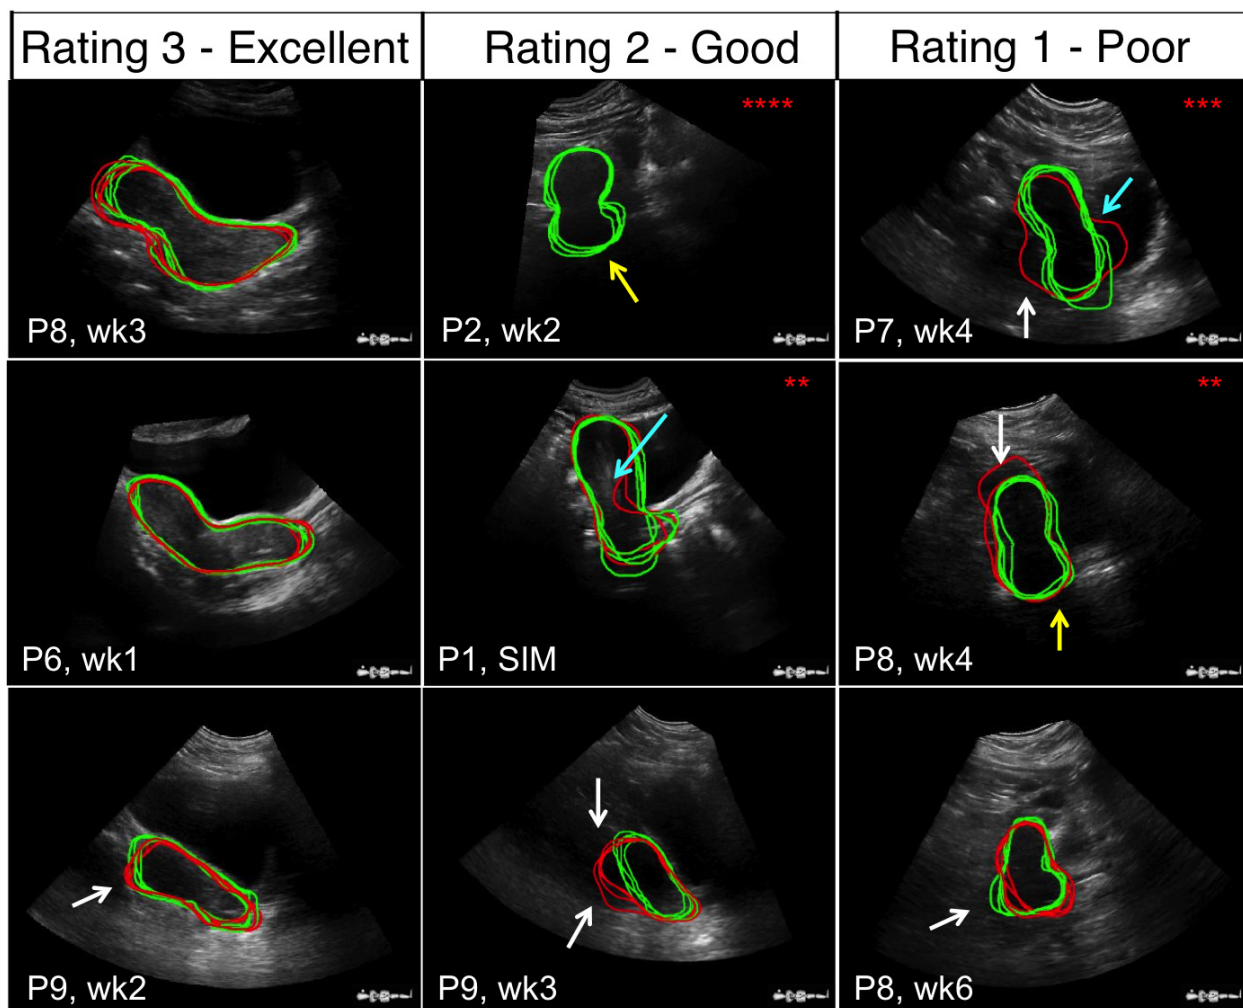 Rating 3 - Excellent
Rating 2 - Good
Rating 1 - Poor
****
***
P8, wk3
P2, wk2
P7, wk4
**
**
P6, wk1
P1, SIM
P8, wk4
P9, wk2
P9, wk3
P8, wk6